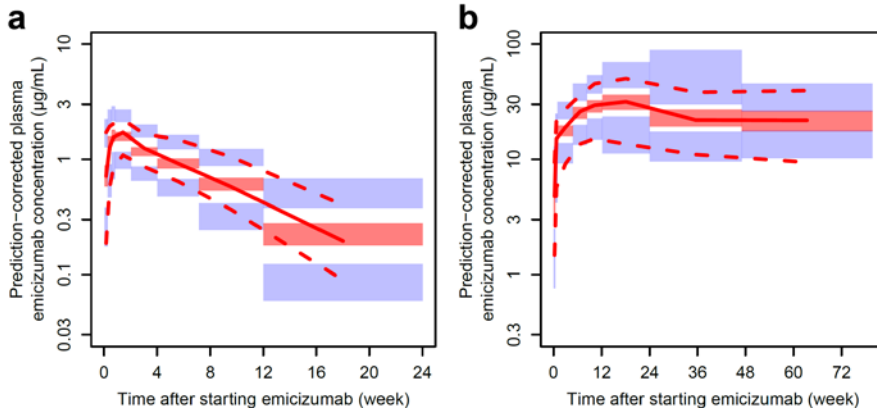 a
Prediction-corrected plasma
emicizumab concentration (μg/mL)
10
3
1
0.3
0.1
0.03
0 4 8 12 16 20 24
Time after starting emicizumab (week)
b
Prediction-corrected plasma
emicizumab concentration (μg/mL)
100
30
10
3
1
0.3
0 12 24 36 48 60 72
Time after starting emicizumab (week)